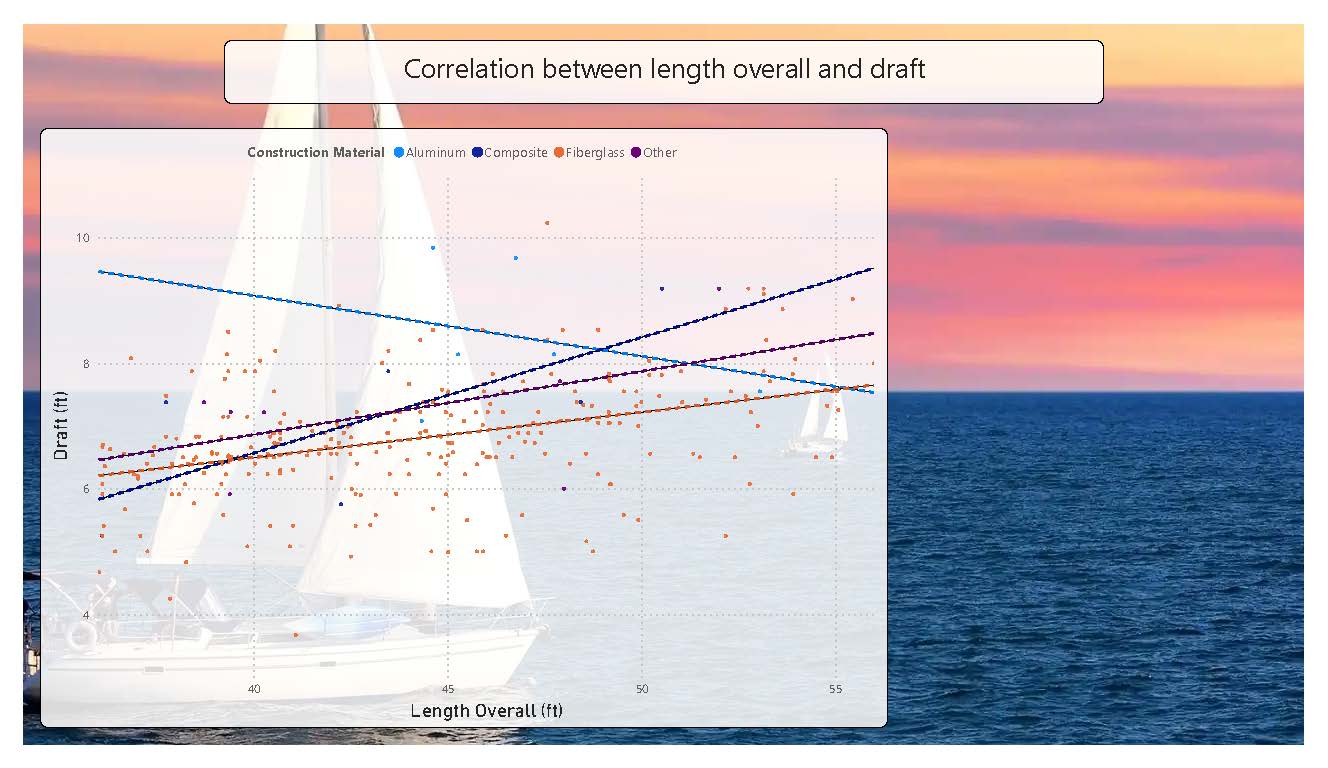 Correlation between length overall and draft
Construction Material Aluminum Composite Fiberglass Other
10
8
6
4
Draft (ft)
40 45 50 55
Length Overall (ft)